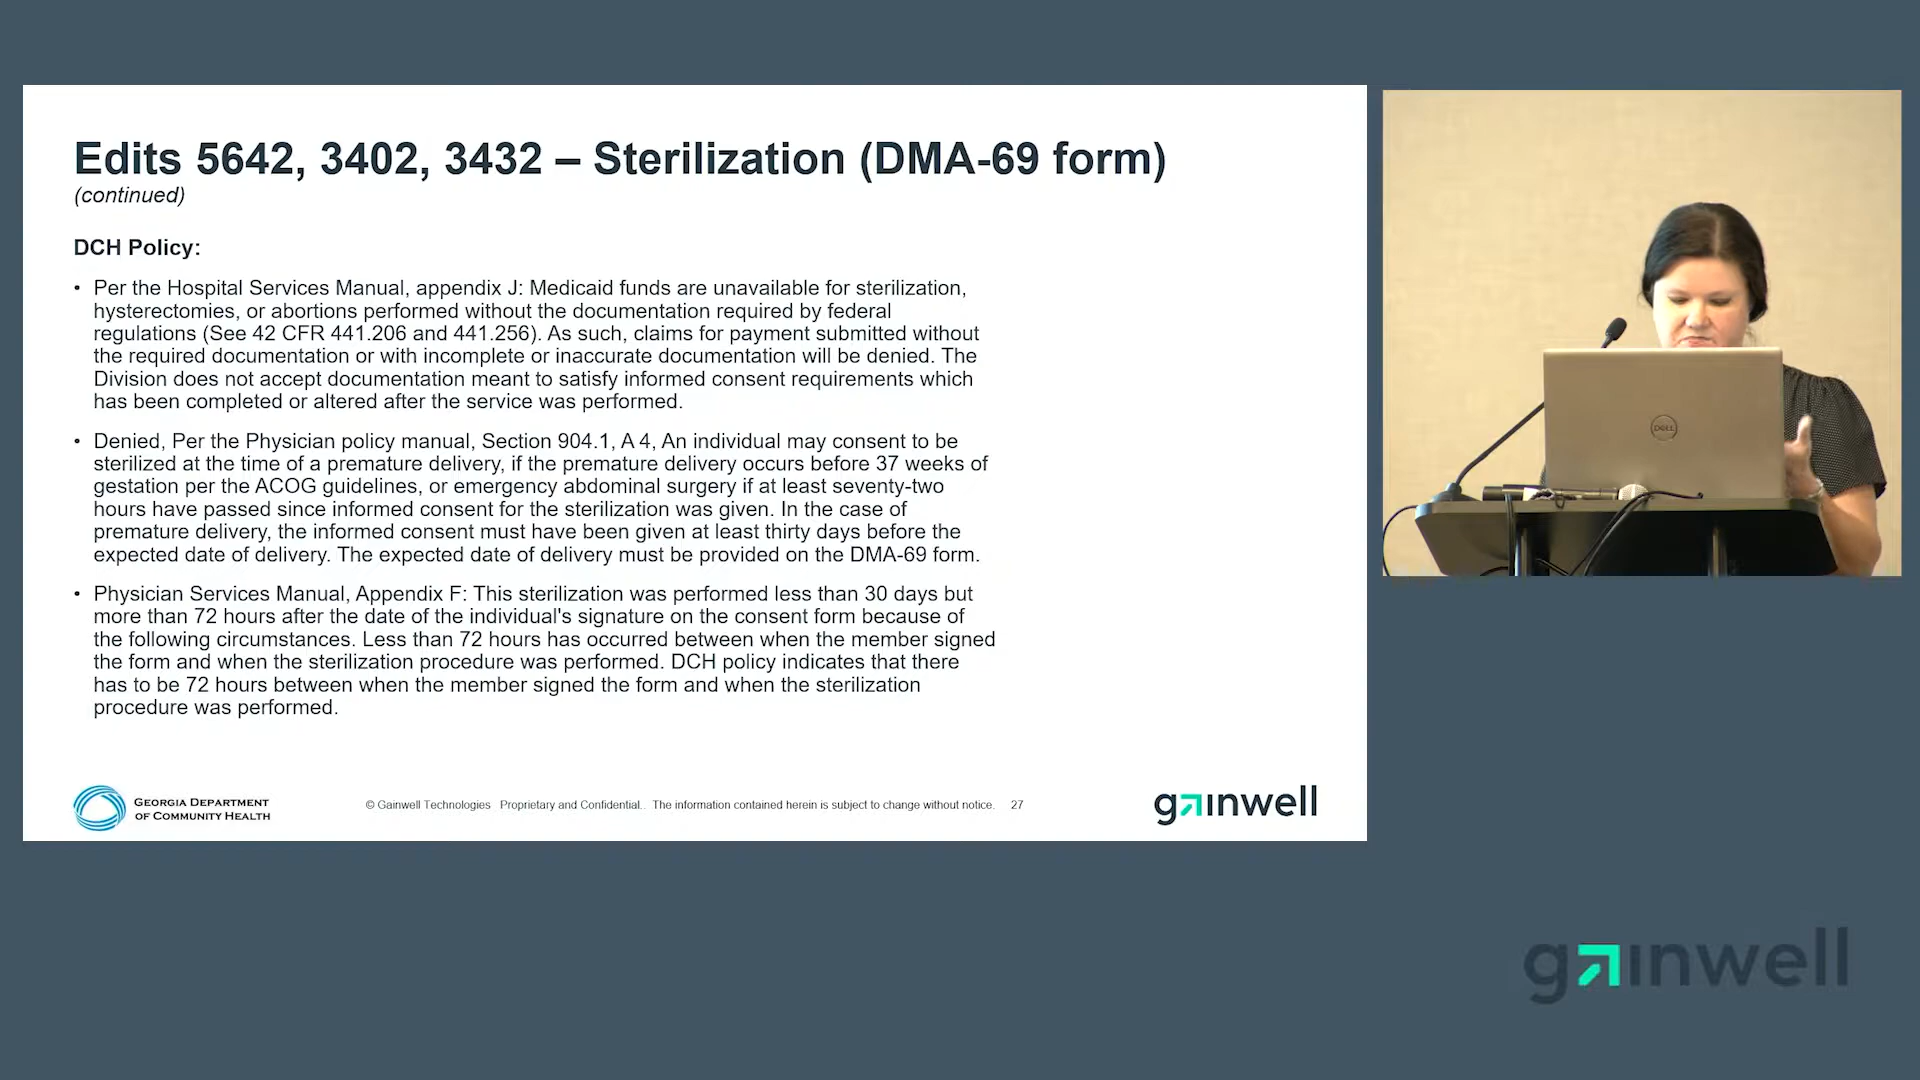 Edits 5642, 3402, 3432 – Sterilization (DMA-69 form)
(continued)
DCH Policy:
• Per the Hospital Services Manual, appendix J: Medicaid funds are unavailable for sterilization,
hysterectomies, or abortions performed without the documentation required by federal
regulations (See 42 CFR 441.206 and 441.256). As such, claims for payment submitted without
the required documentation or with incomplete or inaccurate documentation will be denied. The
Division does not accept documentation meant to satisfy informed consent requirements which
has been completed or altered after the service was performed.
• Denied, Per the Physician policy manual, Section 904.1, A 4, An individual may consent to be
sterilized at the time of a premature delivery, if the premature delivery occurs before 37 weeks of
gestation per the ACOG guidelines, or emergency abdominal surgery if at least seventy-two
hours have passed since informed consent for the sterilization was given. In the case of
premature delivery, the informed consent must have been given at least thirty days before the
expected date of delivery. The expected date of delivery must be provided on the DMA-69 form.
• Physician Services Manual, Appendix F: This sterilization was performed less than 30 days but
more than 72 hours after the date of the individual's signature on the consent form because of
the following circumstances. Less than 72 hours has occurred between when the member signed
the form and when the sterilization procedure was performed. DCH policy indicates that there
has to be 72 hours between when the member signed the form and when the sterilization
procedure was performed.
GEORGIA DEPARTMENT
OF COMMUNITY HEALTH
© Gainwell Technologies Proprietary and Confidential.. The information contained herein is subject to change without notice. 27
gainwell
DELL
gainwell